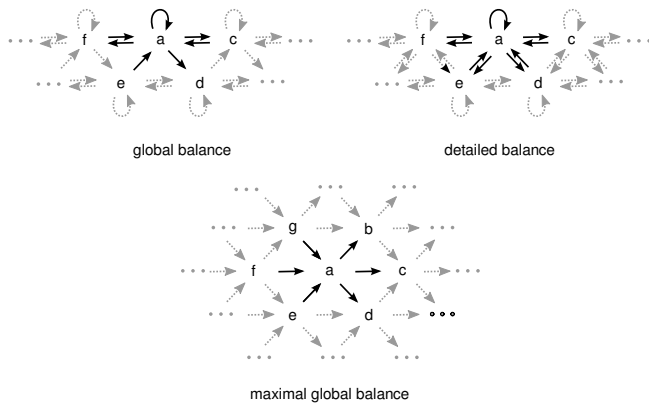 f a c f a c
e d e d
global balance detailed balance
g b
f a c
e d
maximal global balance